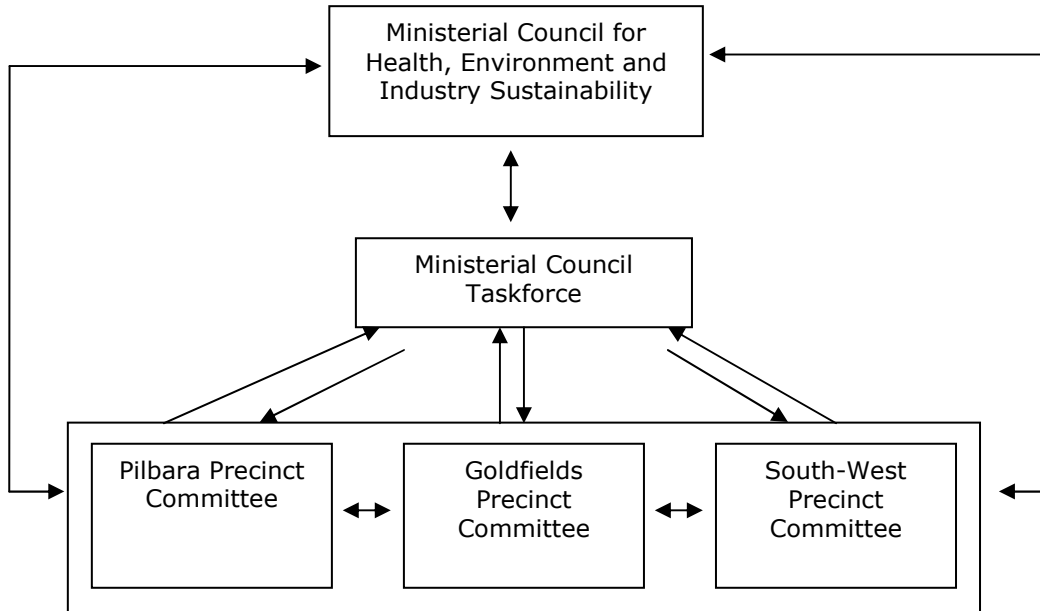 Ministerial Council for
Health, Environment and
Industry Sustainability
Ministerial Council
Taskforce
Pilbara Precinct
Committee
Goldfields
Precinct
Committee
South-West
Precinct
Committee